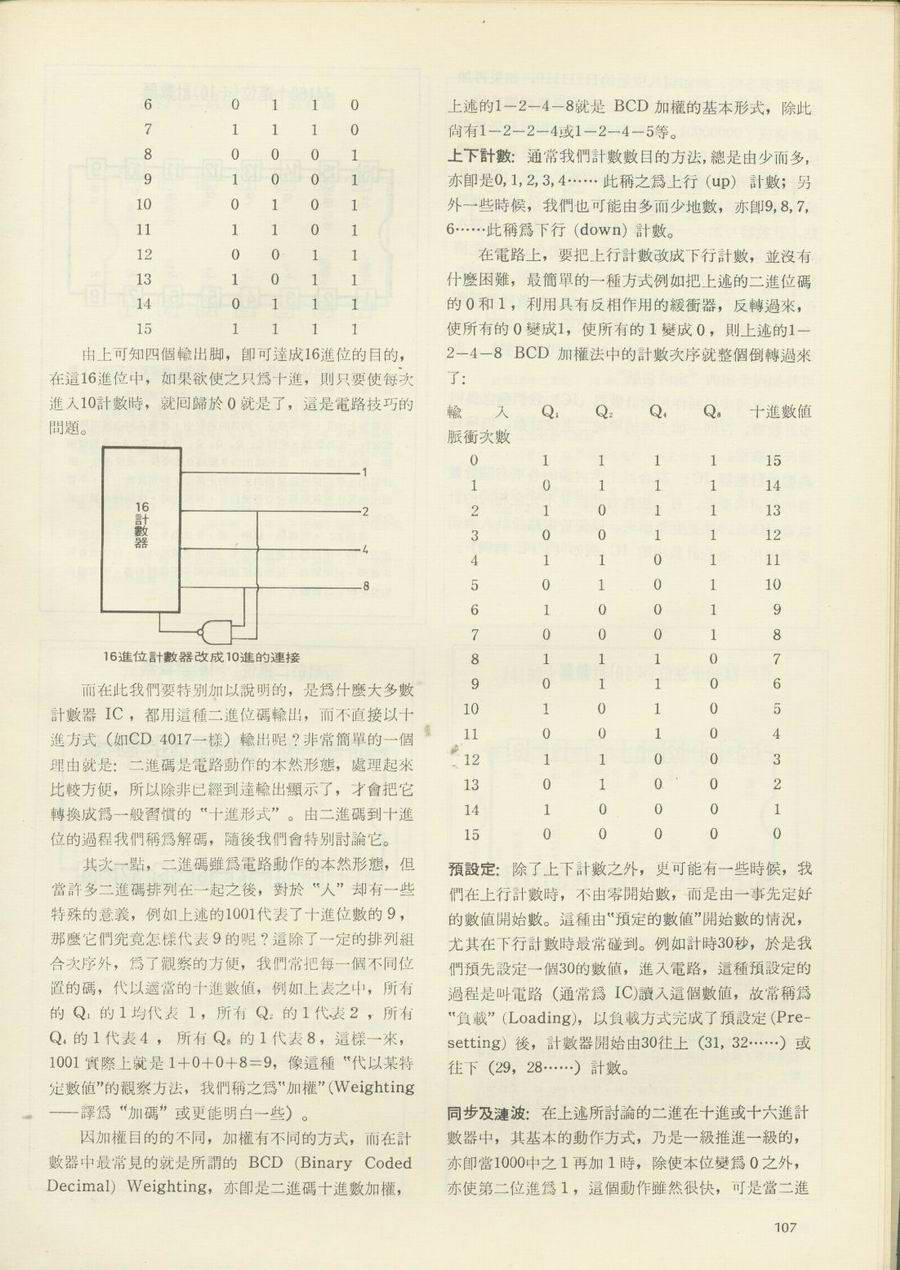 6 0 1 1 0
7 1 1 1 0
8 0 0 0 1
9 1 0 0 1
10 0 1 0 1
11 1 1 0 1
12 0 0 1 1
13 1 0 1 1
14 0 1 1 1
15 1 1 1 1
由上可知四個輸出脚，卽可達成16進位的目的，
在這16進位中，如果欲使之只爲十進，則只要使每次
進入10計數時，就回歸於0就是了，這是電路技巧的
問題。
16計數器
1
2
4
8
16進位計數器改成10進的連接
而在此我們要特別加以說明的，是爲什麼大多數
計數器 IC，都用這種二進位碼輸出，而不直接以十
進方式（如CD 4017一樣）輸出呢？非常簡單的一個
理由就是：二進碼是電路動作的本然形態，處理起來
比較方便，所以除非已經到達輸出顯示了，才會把它
轉換成爲一般習慣的〝十進形式〞。由二進碼到十進
位的過程我們稱爲解碼，隨後我們會特別討論它。
其次一點，二進碼雖爲電路動作的本然形態，但
當許多二進碼排列在一起之後，對於〝人〞却有一些
特殊的意義，例如上述的1001代表了十進位數的9，
那麼它們究竟怎樣代表9的呢？這除了一定的排列組
合次序外，爲了觀察的方便，我們常把每一個不同位
置的碼，代以適當的十進數値，例如上表之中，所有
的 Q₁ 的1均代表 1，所有 Q₂ 的1代表2，所有
Q₄ 的1代表4， 所有 Q₈ 的1代表8，這樣一來，
1001 實際上就是 1+0+0+8=9，像這種〝代以某特
定數値〞的觀察方法，我們稱之爲〝加權〞(Weighting
——譯爲〝加碼〞或更能明白一些）。
因加權目的的不同，加權有不同的方式，而在計
數器中最常見的就是所謂的 BCD (Binary Coded
Decimal) Weighting，亦卽是二進碼十進數加權，
上述的1－2－4－8就是 BCD 加權的基本形式，除此
尙有1－2－2－4或1－2－4－5等。
上下計數：通常我們計數數目的方法，總是由少而多，
亦卽是0, 1, 2, 3, 4……此稱之爲上行 (up) 計數；另
外一些時候，我們也可能由多而少地數，亦卽9, 8, 7,
6……此稱爲下行 (down) 計數。
在電路上，要把上行計數改成下行計數，並沒有
什麼困難，最簡單的一種方式例如把上述的二進位碼
的0和1，利用具有反相作用的緩衝器，反轉過來，
使所有的0變成1，使所有的1變成0，則上述的1－
2－4－8 BCD 加權法中的計數次序就整個倒轉過來
了：
輸入 Q₁ Q₂ Q₄ Q₈ 十進數値
脈衝次數
0 1 1 1 1 15
1 0 1 1 1 14
2 1 0 1 1 13
3 0 0 1 1 12
4 1 1 0 1 11
5 0 1 0 1 10
6 1 0 0 1 9
7 0 0 0 1 8
8 1 1 1 0 7
9 0 1 1 0 6
10 1 0 1 0 5
11 0 0 1 0 4
12 1 1 0 0 3
13 0 1 0 0 2
14 1 0 0 0 1
15 0 0 0 0 0
預設定：除了上下計數之外，更可能有一些時候，我
們在上行計數時，不由零開始數，而是由一事先定好
的數値開始數。這種由〝預定的數値〞開始數的情況，
尤其在下行計數時最常碰到。例如計時30秒，於是我
們預先設定一個30的數値，進入電路，這種預設定的
過程是叫電路（通常爲 IC)讀入這個數値，故常稱爲
〝負載〞(Loading)，以負載方式完成了預設定 (Pre-
setting) 後，計數器開始由30往上（31, 32……）或
往下（29, 28……）計數。
同步及漣波：在上述所討論的二進在十進或十六進計
數器中，其基本的動作方式，乃是一級推進一級的，
亦卽當1000中之1再加1時，除使本位變爲0之外，
亦使第二位進爲1，這個動作雖然很快，可是當二進
107